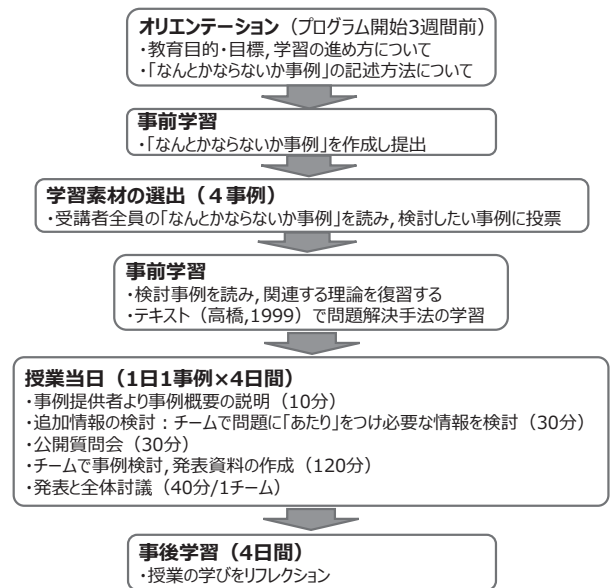 オリエンテーション（プログラム開始3週間前）
・教育目的・目標，学習の進め方について
・「なんとかならないか事例」の記述方法について
事前学習
・「なんとかならないか事例」を作成し提出
学習素材の選出（４事例）
・受講者全員の「なんとかならないか事例」を読み，検討したい事例に投票
事前学習
・検討事例を読み，関連する理論を復習する
・テキスト（高橋,1999）で問題解決手法の学習
授業当日（1日1事例×4日間）
・事例提供者より事例概要の説明（10分）
・追加情報の検討：チームで問題に「あたり」をつけ必要な情報を検討（30分）
・公開質問会（30分）
・チームで事例検討，発表資料の作成（120分）
・発表と全体討議（40分/1チーム）
事後学習（4日間）
・授業の学びをリフレクション